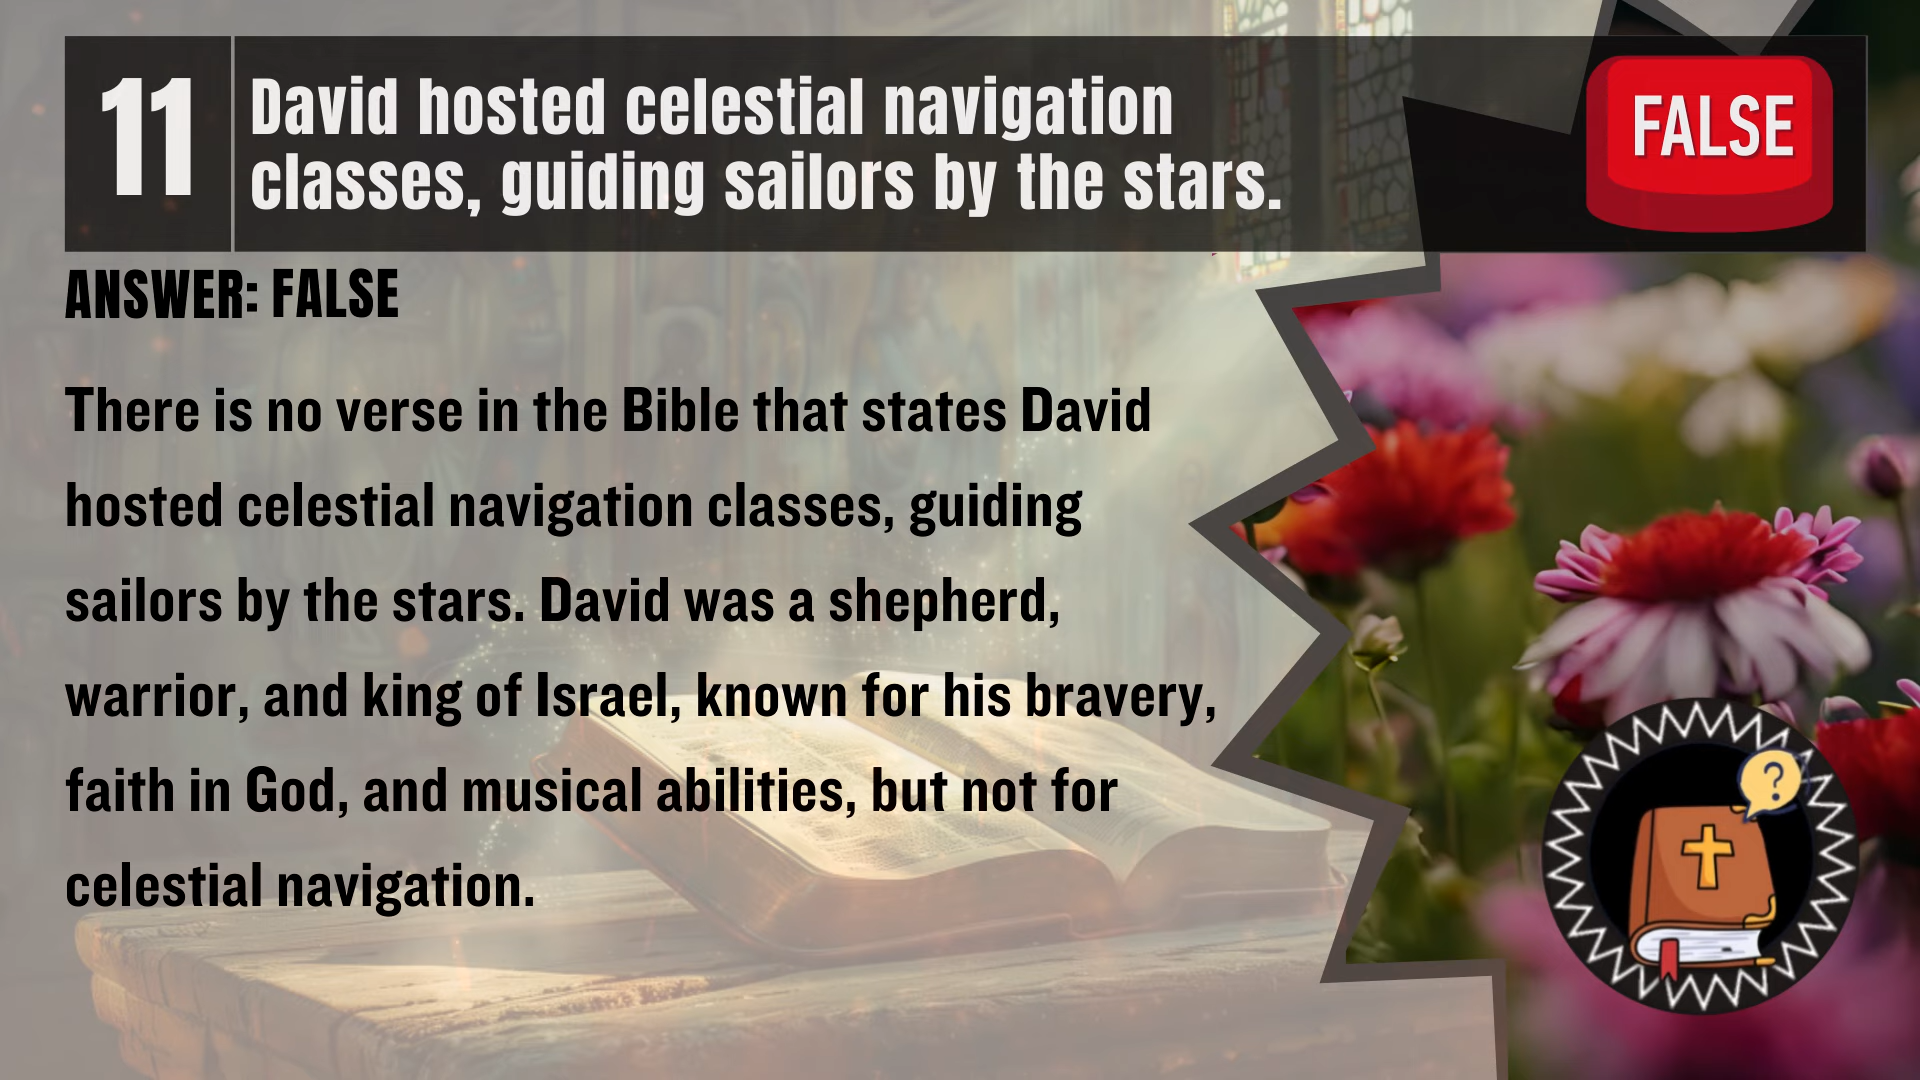 11
David hosted celestial navigation
classes, guiding sailors by the stars.
FALSE
ANSWER: FALSE
There is no verse in the Bible that states David
hosted celestial navigation classes, guiding
sailors by the stars. David was a shepherd,
warrior, and king of Israel, known for his bravery,
faith in God, and musical abilities, but not for
celestial navigation.
?